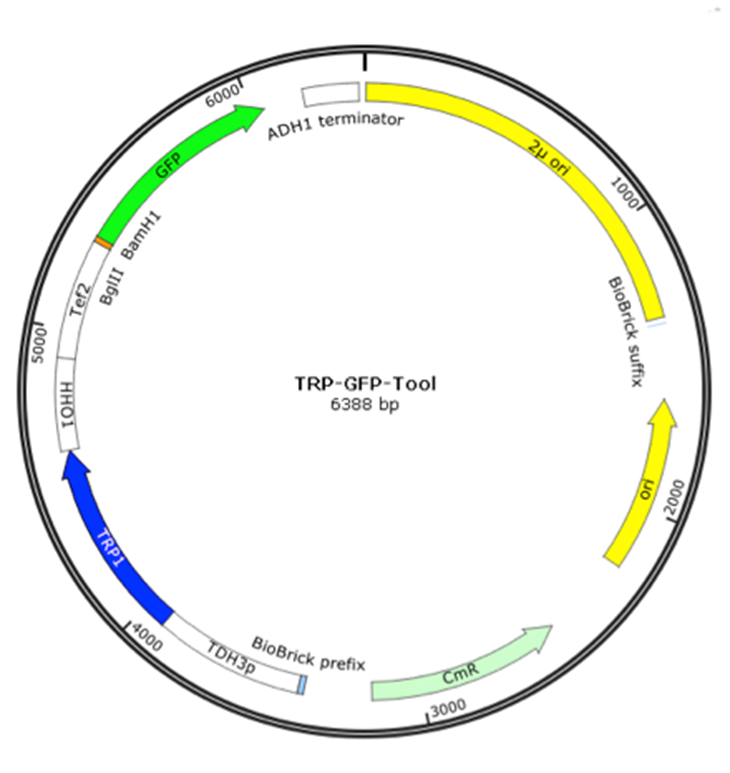 6000
ADH1 terminator
2µ ori
GFP
1000
BamH1
BglII
Tef2
BioBrick suffix
5000
TRP-GFP-Tool
6388 bp
HHO1
ori
2000
TRP1
4000
TDH3p
BioBrick prefix
CmR
3000